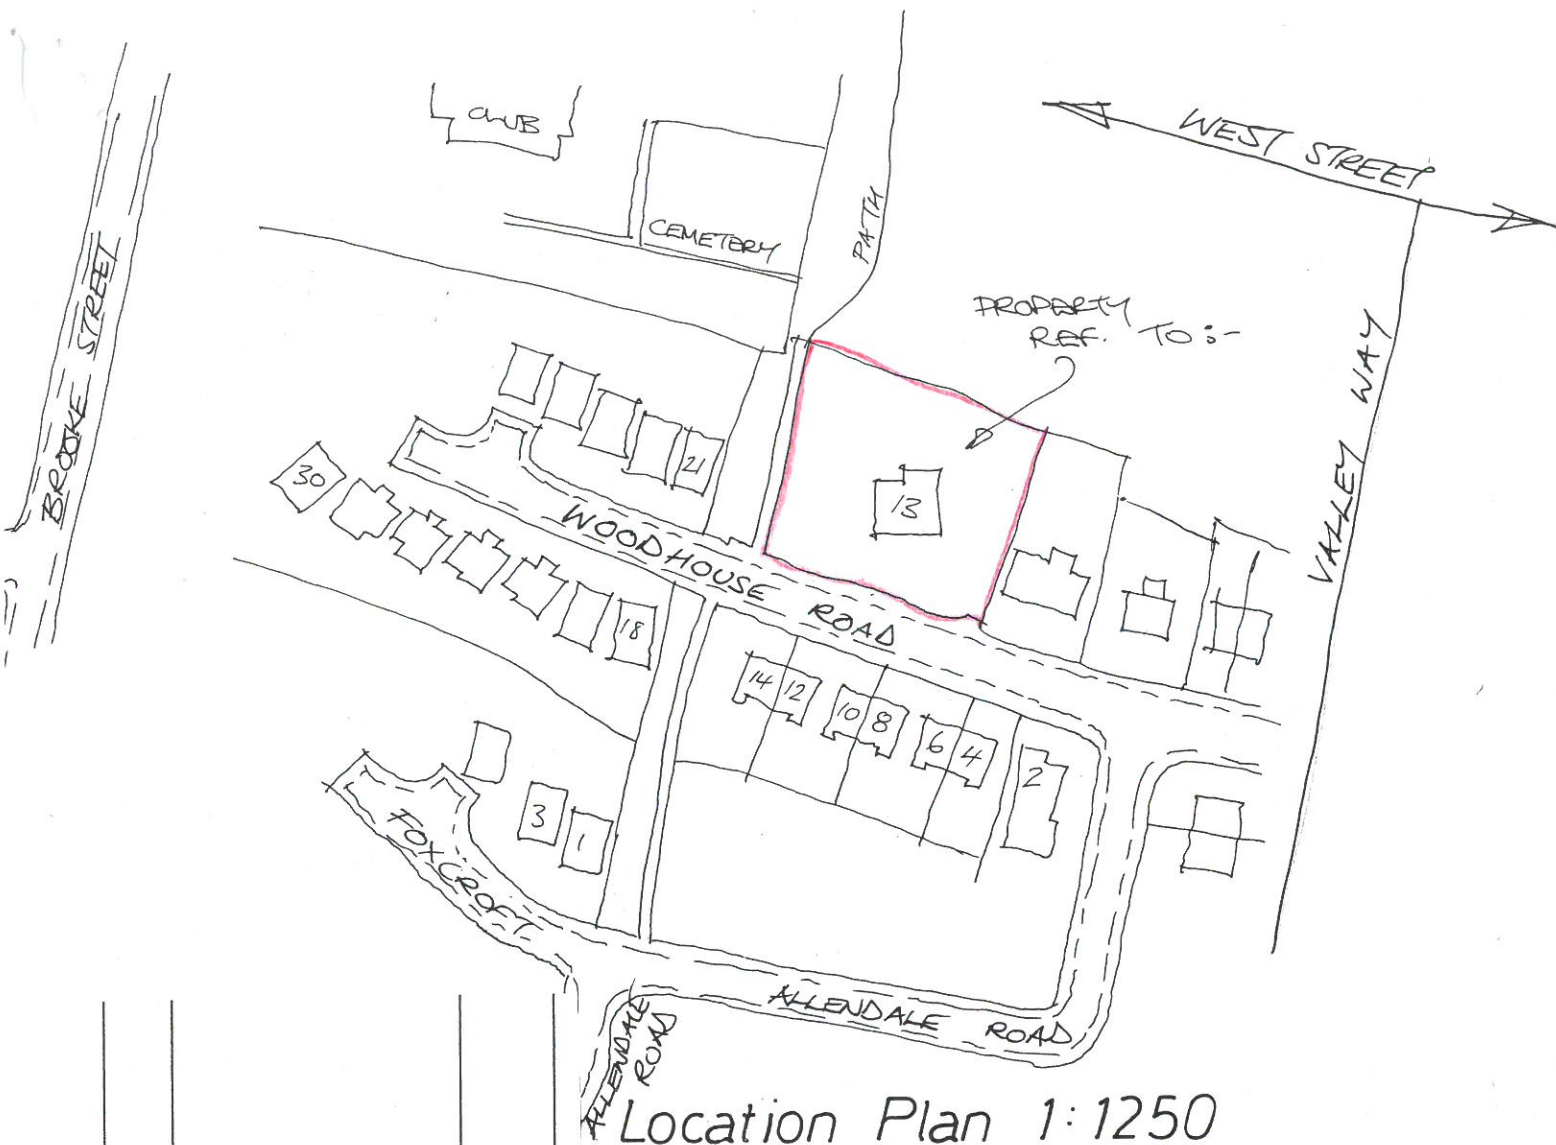 CLUB
WEST STREET
CEMETERY
PATH
BROOKE STREET
PROPERTY
REF. TO :-
VALLEY WAY
21
30
13
WOODHOUSE ROAD
18
14 12
10 8
6 4
2
3
1
FOXCROFT
ALLENDALE ROAD
ALLENDALE
ROAD
Location Plan 1:1250